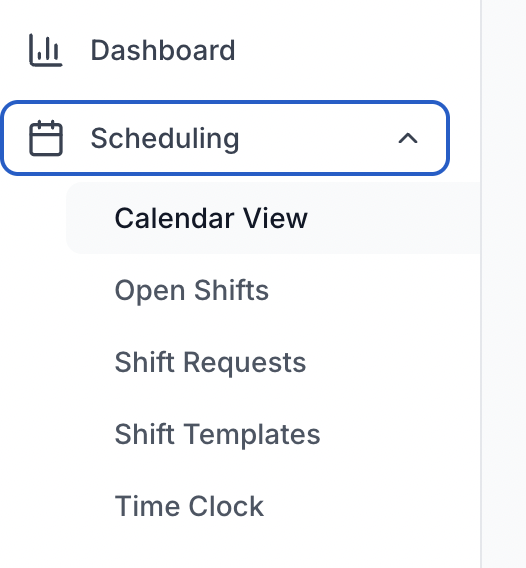 Dashboard
Scheduling
Calendar View
Open Shifts
Shift Requests
Shift Templates
Time Clock